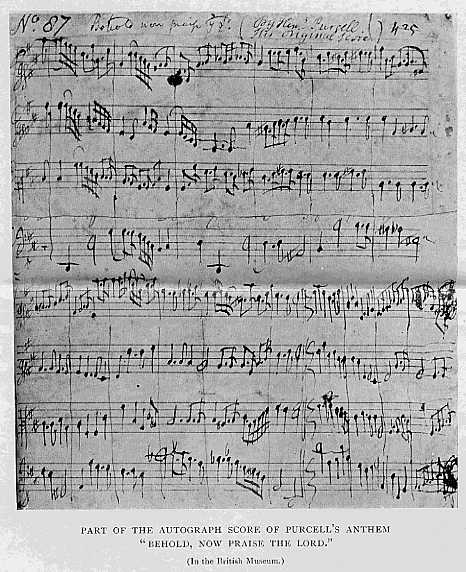 No. 87 Behold now praise ye. ( By Hen: Purcell ) 425
His original Score
PART OF THE AUTOGRAPH SCORE OF PURCELL'S ANTHEM
"BEHOLD, NOW PRAISE THE LORD."
(In the British Museum.)